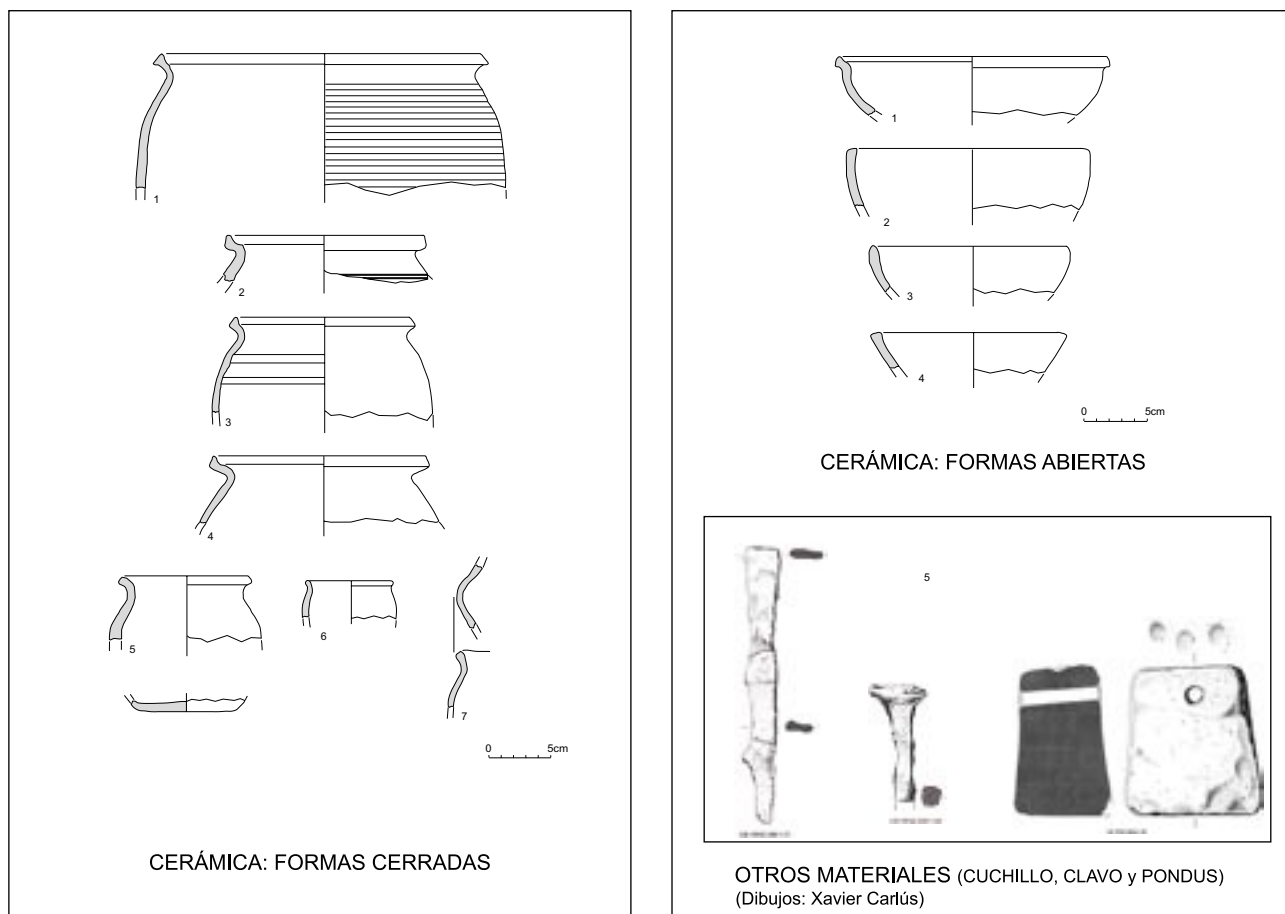 1
2
3
4
5
6
7
0 5cm
CERÁMICA: FORMAS CERRADAS
1
2
3
4
0 5cm
CERÁMICA: FORMAS ABIERTAS
5
OTROS MATERIALES (CUCHILLO, CLAVO y PONDUS)
(Dibujos: Xavier Carlús)